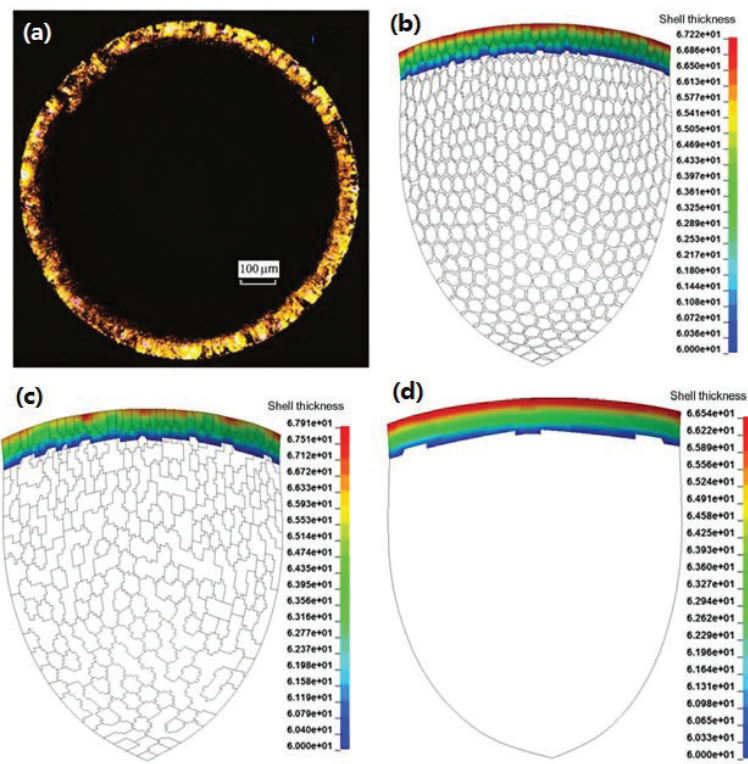 (a)
100 μm
(b)
Shell thickness
6.722e+01
6.686e+01
6.650e+01
6.613e+01
6.577e+01
6.541e+01
6.505e+01
6.469e+01
6.433e+01
6.397e+01
6.361e+01
6.325e+01
6.289e+01
6.253e+01
6.217e+01
6.180e+01
6.144e+01
6.108e+01
6.072e+01
6.036e+01
6.000e+01
(c)
Shell thickness
6.791e+01
6.751e+01
6.712e+01
6.672e+01
6.633e+01
6.593e+01
6.553e+01
6.514e+01
6.474e+01
6.435e+01
6.395e+01
6.356e+01
6.316e+01
6.277e+01
6.237e+01
6.198e+01
6.158e+01
6.119e+01
6.079e+01
6.040e+01
6.000e+01
(d)
Shell thickness
6.654e+01
6.622e+01
6.589e+01
6.556e+01
6.524e+01
6.491e+01
6.458e+01
6.425e+01
6.393e+01
6.360e+01
6.327e+01
6.294e+01
6.262e+01
6.229e+01
6.196e+01
6.164e+01
6.131e+01
6.098e+01
6.065e+01
6.033e+01
6.000e+01